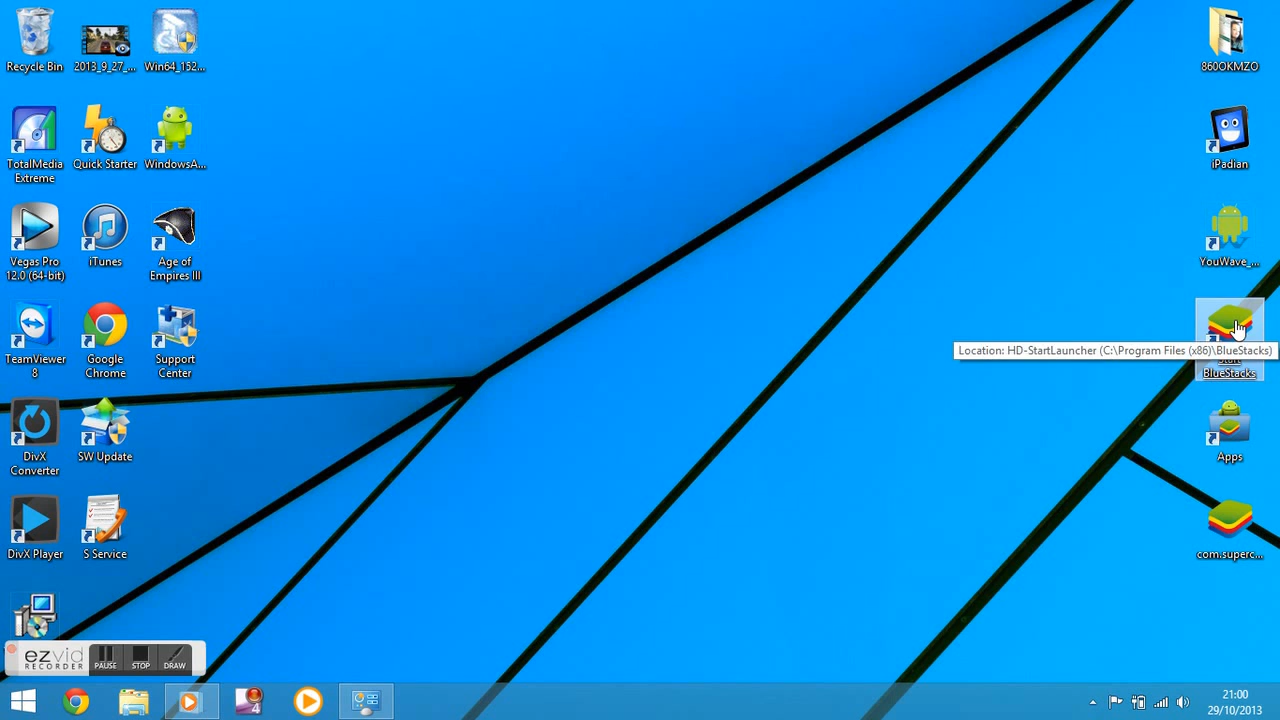 Recycle Bin
2013_9_27_...
Win64_152...
860OKMZO
TotalMedia
Extreme
Quick Starter
WindowsA...
iPadian
Vegas Pro
12.0 (64-bit)
iTunes
Age of
Empires III
YouWave_...
TeamViewer
8
Google
Chrome
Support
Center
Location: HD-StartLauncher (C:\Program Files (x86)\BlueStacks)
Start
BlueStacks
DivX
Converter
SW Update
Apps
DivX Player
S Service
com.superc...
ezvid
RECORDER
PAUSE
STOP
DRAW
4
21:00
29/10/2013